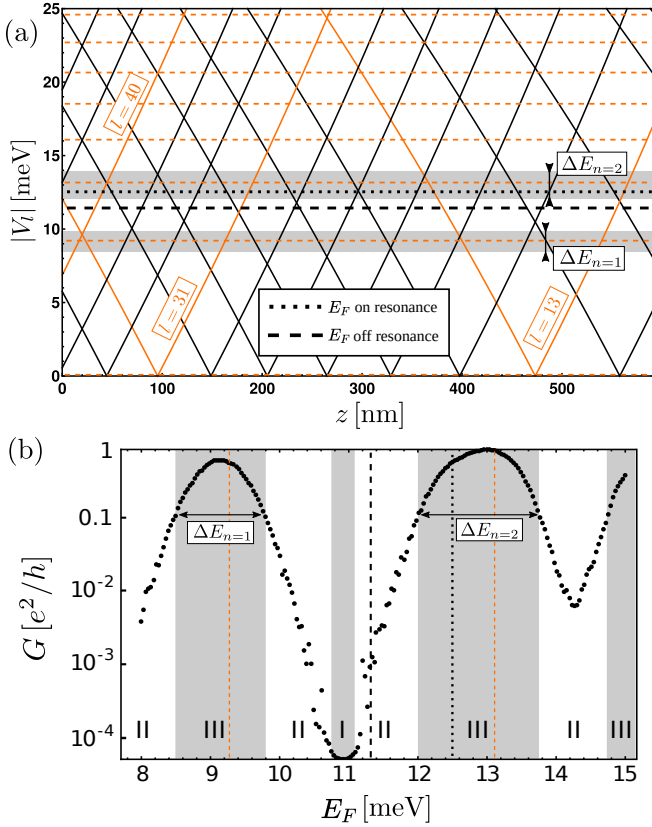 (a)
25
20
15
10
5
0
|V_l| [meV]
l = 40
l = 31
l = 13
ΔE_{n=2}
ΔE_{n=1}
E_F on resonance
E_F off resonance
0 100 200 300 400 500
z [nm]
(b)
1
0.1
10^{-2}
10^{-3}
10^{-4}
G [e^2/h]
ΔE_{n=1}
ΔE_{n=2}
II III II I II III II III
8 9 10 11 12 13 14 15
E_F [meV]